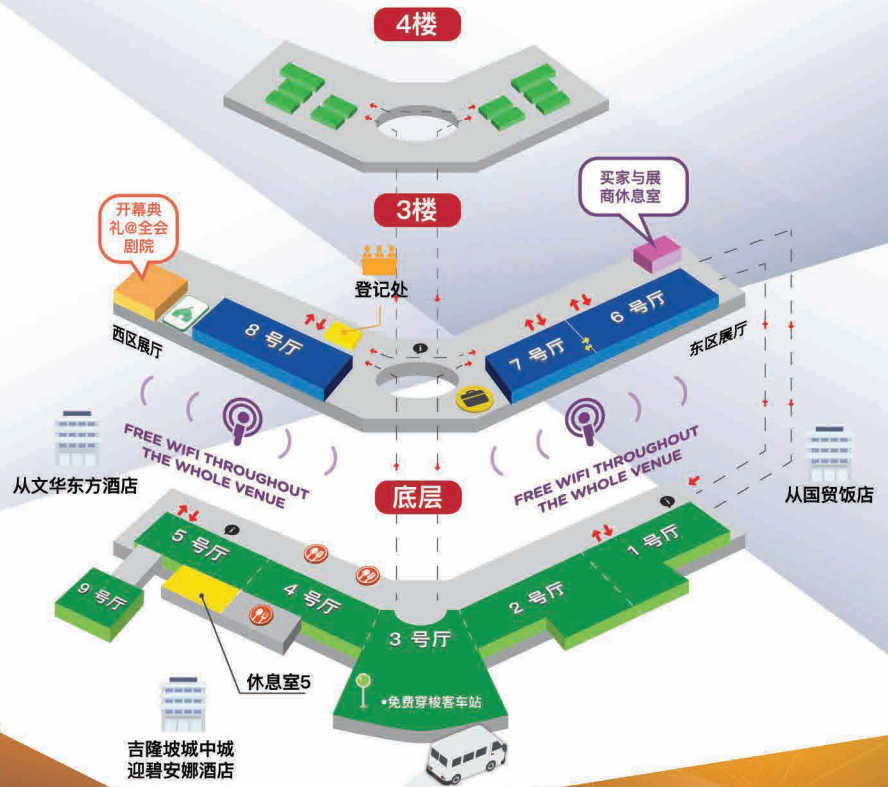 4楼
买家与展
商休息室
3楼
开幕典
礼@全会
剧院
登记处
8 号厅
6 号厅
7 号厅
西区展厅
东区展厅
FREE WIFI THROUGHOUT
THE WHOLE VENUE
FREE WIFI THROUGHOUT
THE WHOLE VENUE
从文华东方酒店
底层
从国贸饭店
5 号厅
1 号厅
9 号厅
4 号厅
2 号厅
3 号厅
休息室5
•免费穿梭客车站
吉隆坡城中城
迎碧安娜酒店